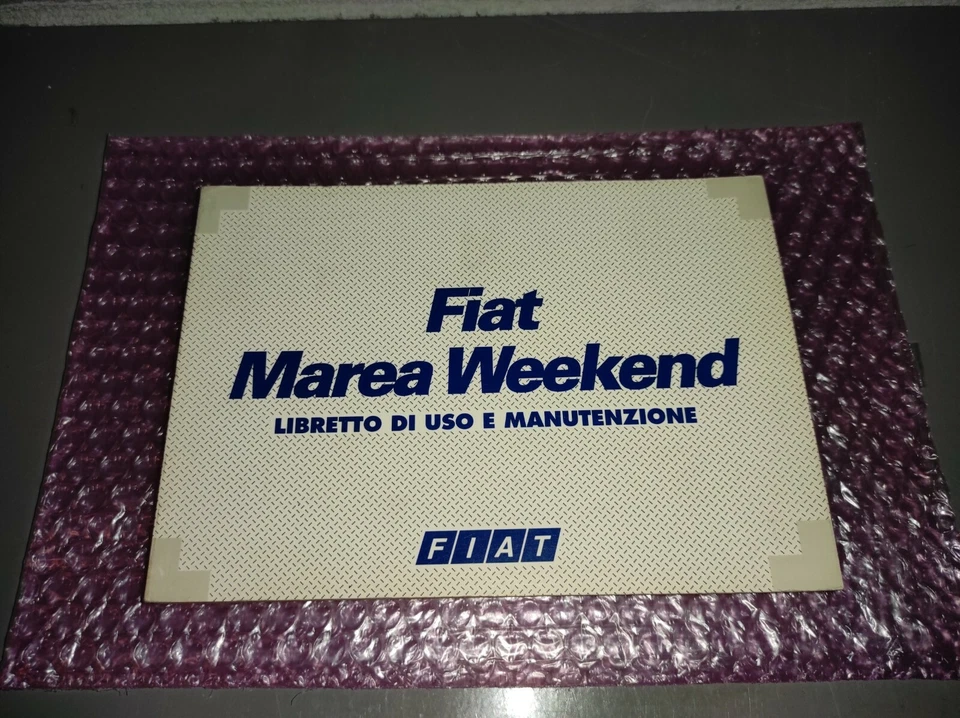 Fiat
Marea Weekend
LIBRETTO DI USO E MANUTENZIONE
FIAT